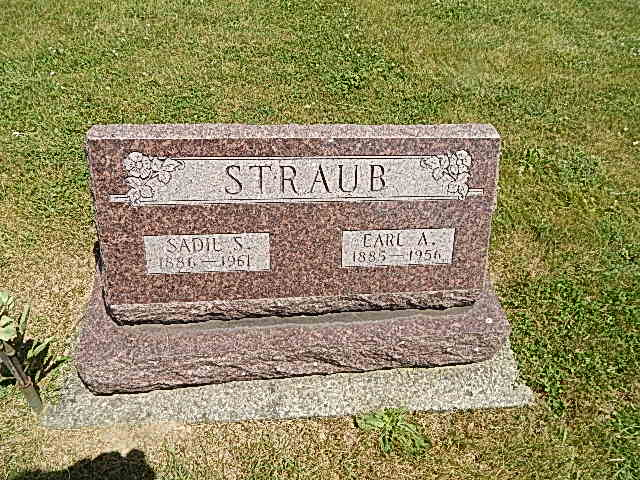 STRAUB
SADIE S.
1886—1961
EARL A.
1885—1956